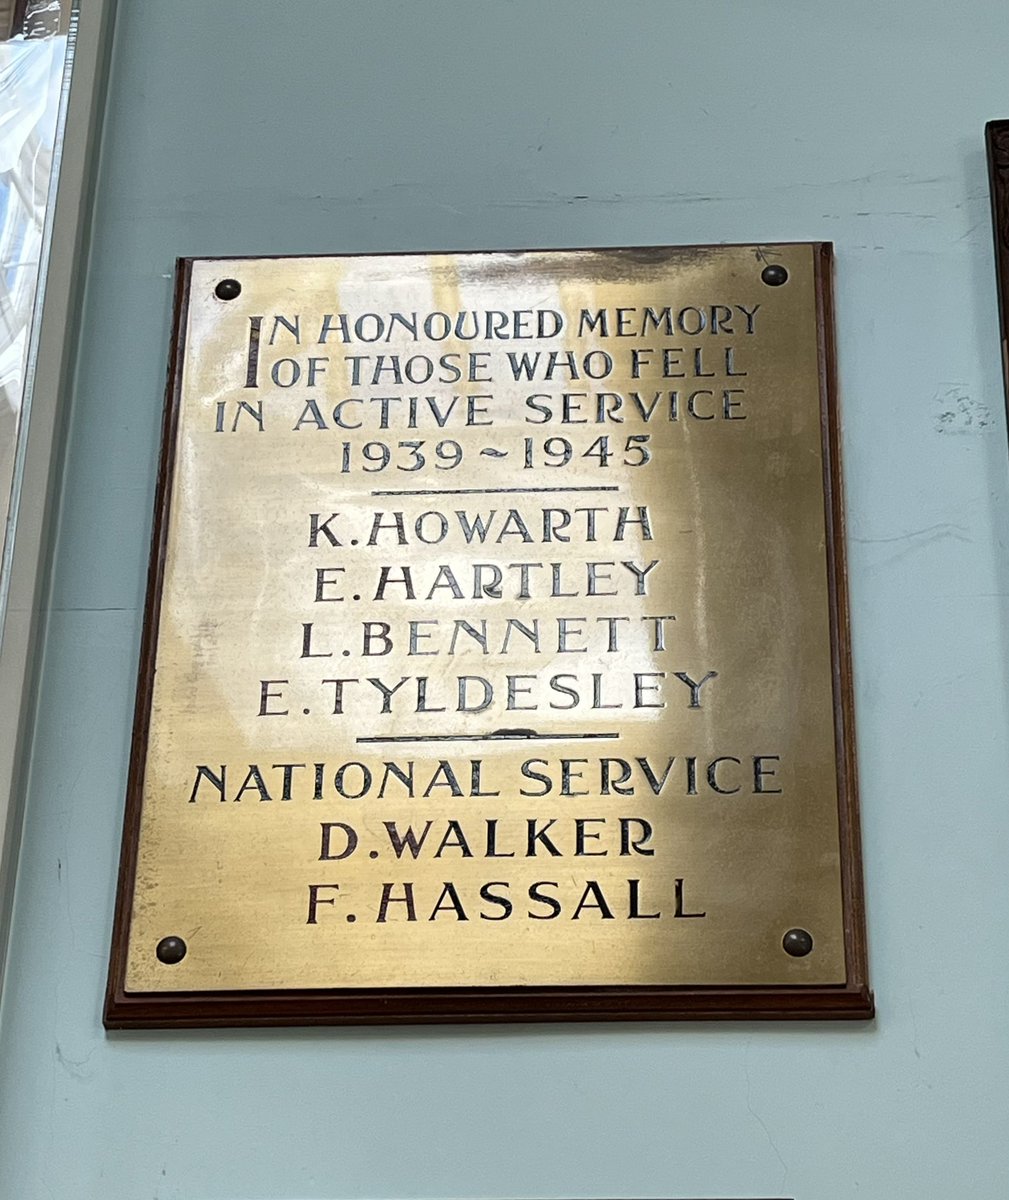 IN HONOURED MEMORY
OF THOSE WHO FELL
IN ACTIVE SERVICE
1939~1945
K.HOWARTH
E.HARTLEY
L.BENNETT
E.TYLDESLEY
NATIONAL SERVICE
D.WALKER
F.HASSALL